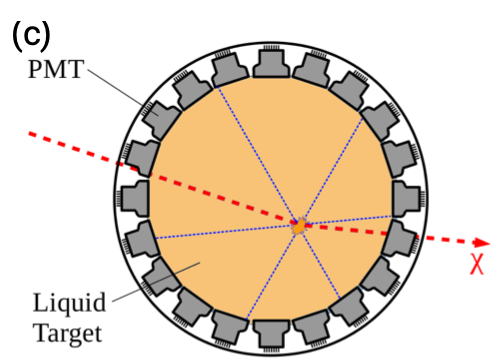 (c)
PMT
χ
Liquid
Target